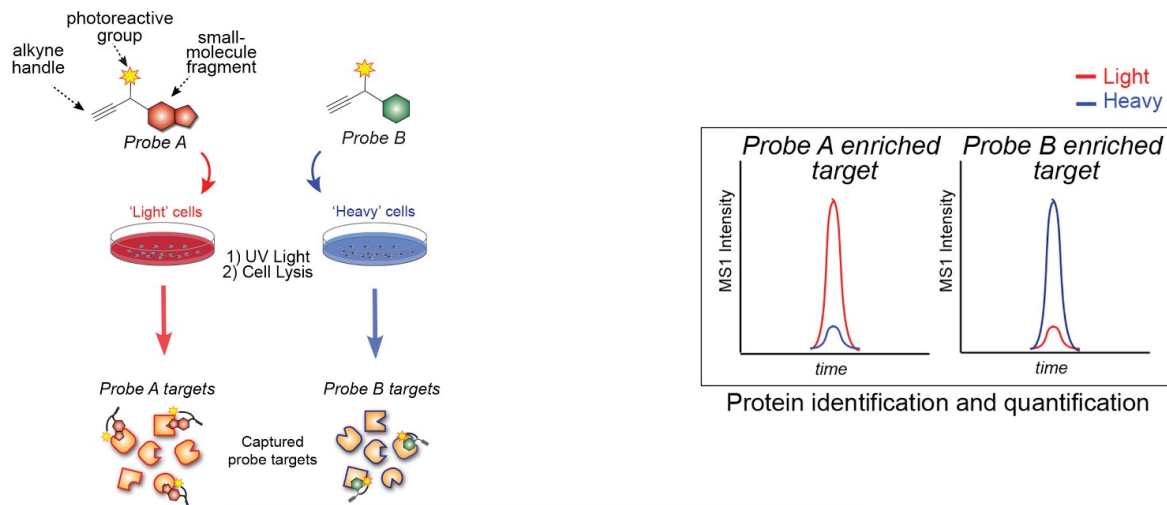 photoreactive
group
alkyne
handle
small-
molecule
fragment
Probe A
Probe B
'Light' cells
'Heavy' cells
1) UV Light
2) Cell Lysis
Probe A targets
Probe B targets
Captured
probe targets
Light
Heavy
Probe A enriched
target
Probe B enriched
target
MS1 Intensity
time
MS1 Intensity
time
Protein identification and quantification